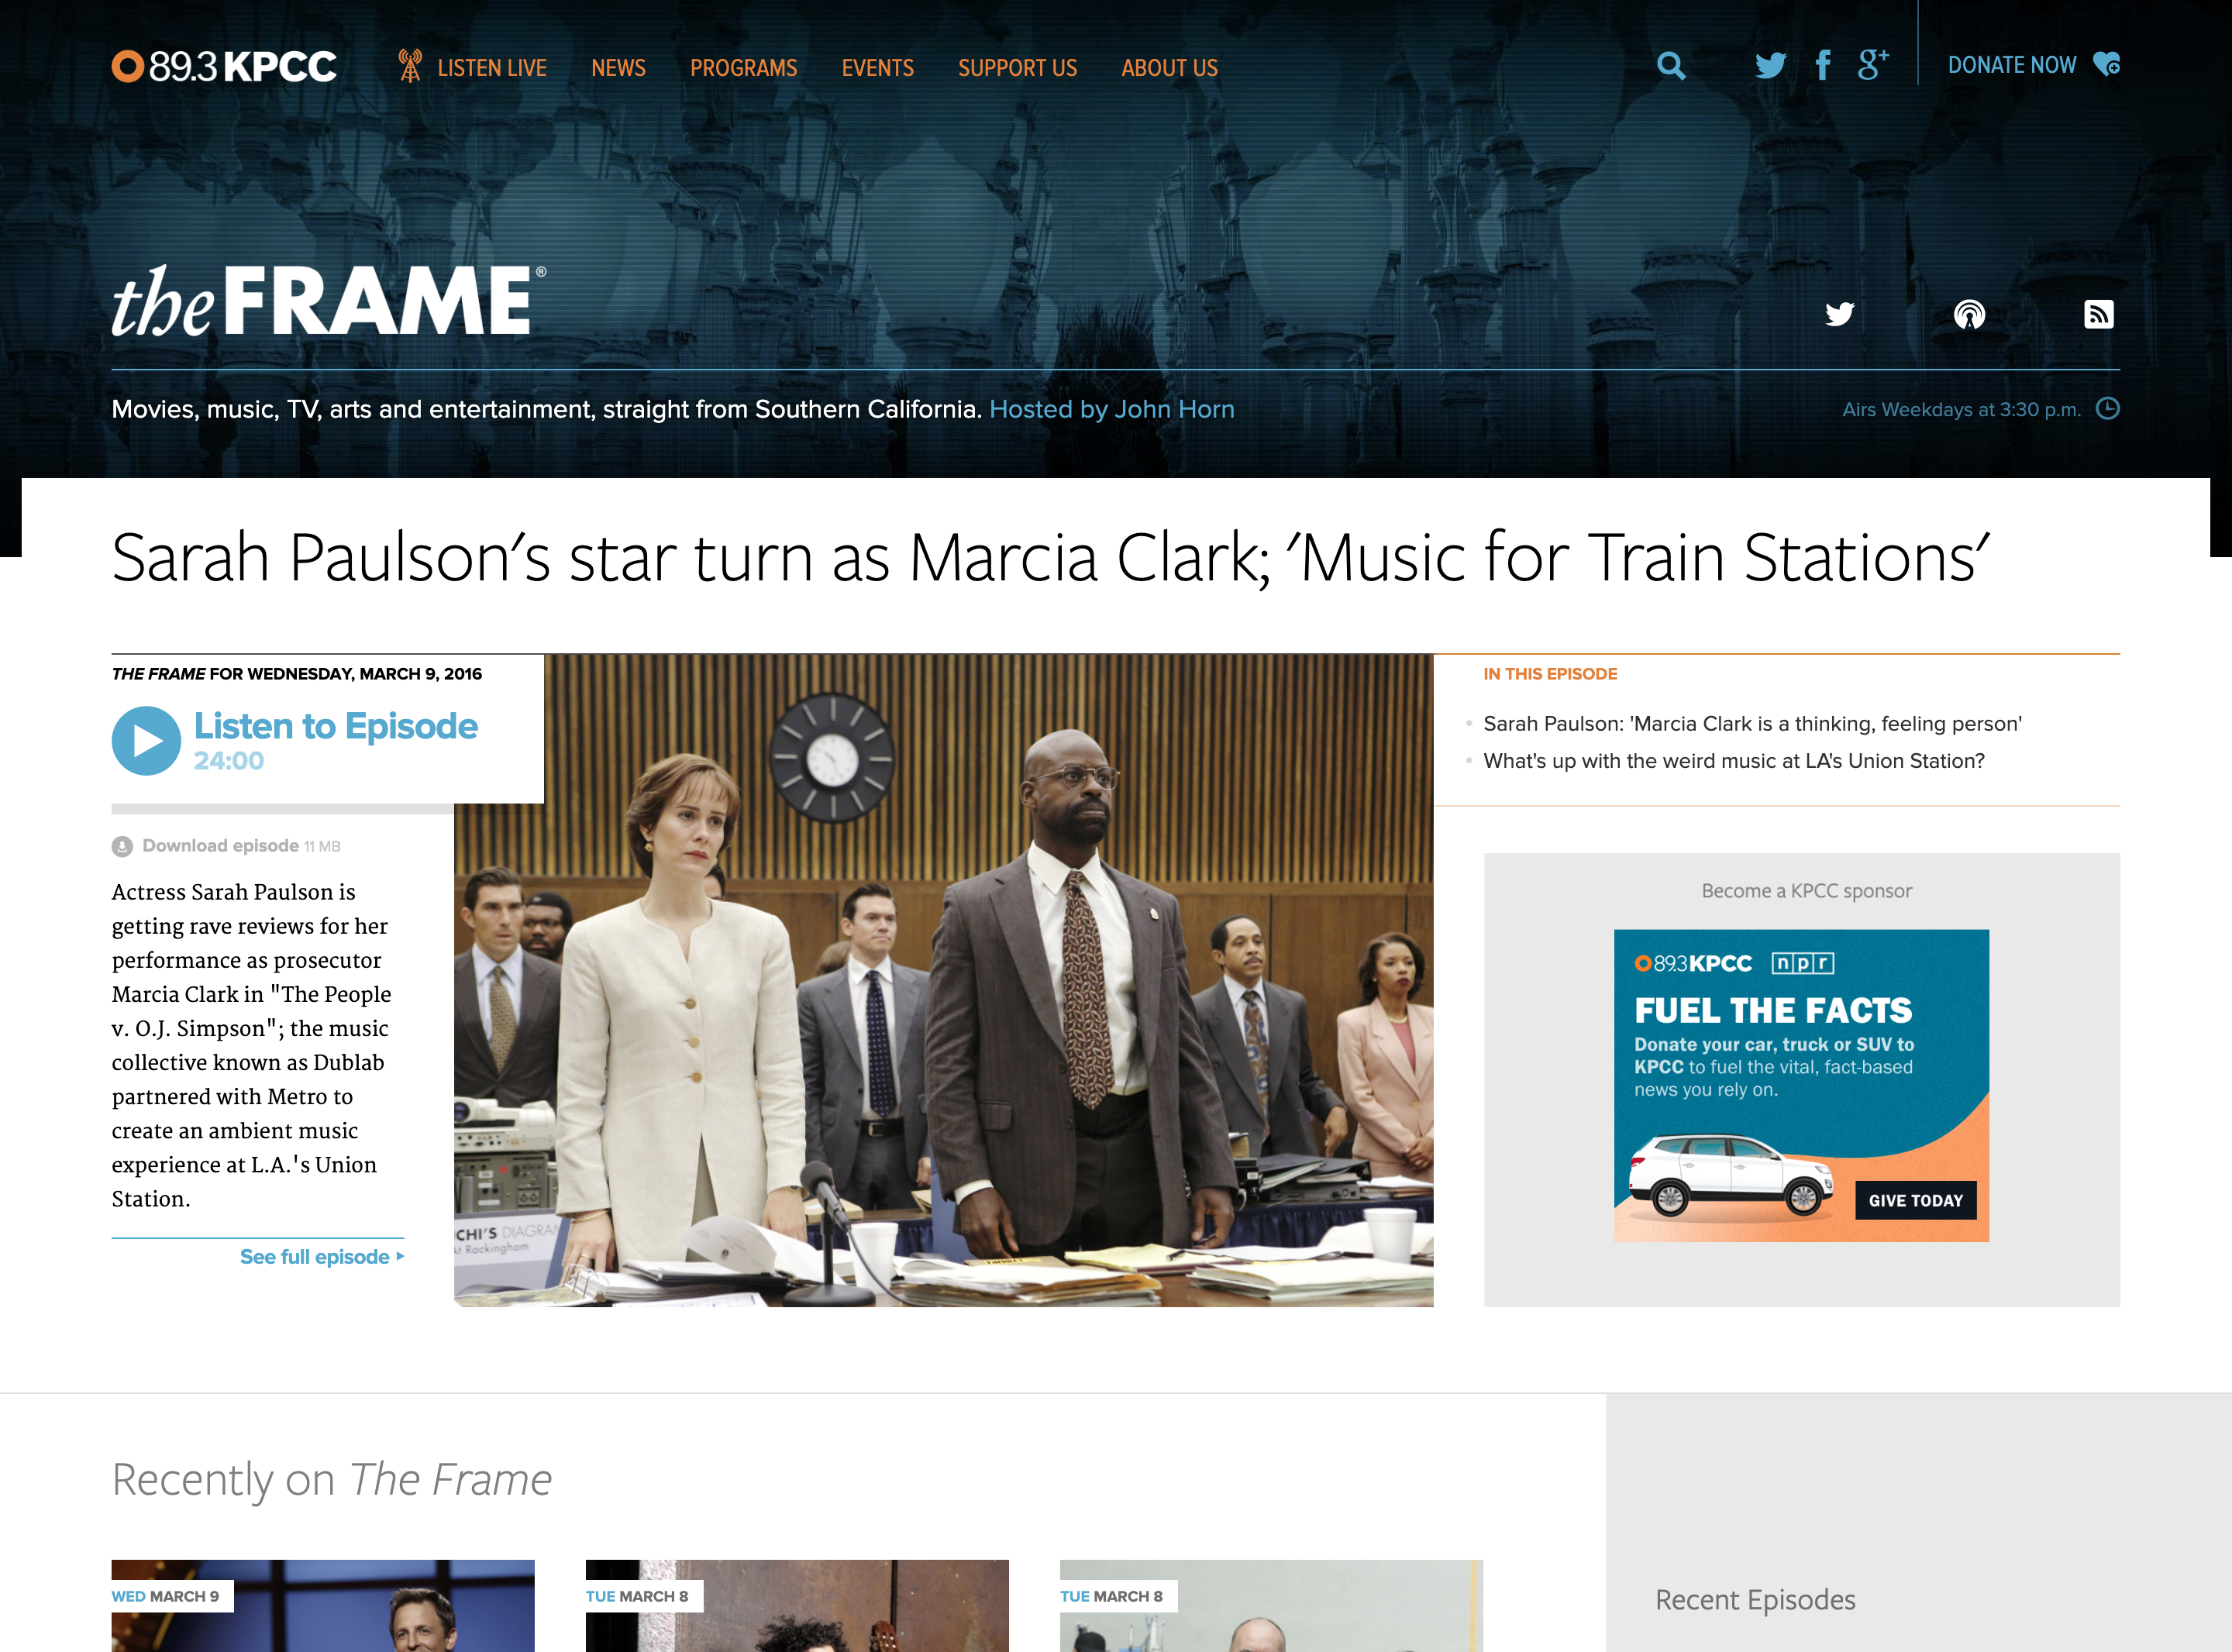 89.3 KPCC
LISTEN LIVE
NEWS
PROGRAMS
EVENTS
SUPPORT US
ABOUT US
DONATE NOW
the FRAME®
Movies, music, TV, arts and entertainment, straight from Southern California. Hosted by John Horn
Airs Weekdays at 3:30 p.m.
Sarah Paulson's star turn as Marcia Clark; 'Music for Train Stations'
THE FRAME FOR WEDNESDAY, MARCH 9, 2016
Listen to Episode
24:00
Download episode 11 MB
Actress Sarah Paulson is
getting rave reviews for her
performance as prosecutor
Marcia Clark in "The People
v. O.J. Simpson"; the music
collective known as Dublab
partnered with Metro to
create an ambient music
experience at L.A.'s Union
Station.
See full episode
CHI'S DIAGRAM
At Rockingham
IN THIS EPISODE
Sarah Paulson: 'Marcia Clark is a thinking, feeling person'
What's up with the weird music at LA's Union Station?
Become a KPCC sponsor
89.3 KPCC npr
FUEL THE FACTS
Donate your car, truck or SUV to
KPCC to fuel the vital, fact-based
news you rely on.
GIVE TODAY
Recently on The Frame
WED MARCH 9
TUE MARCH 8
TUE MARCH 8
Recent Episodes